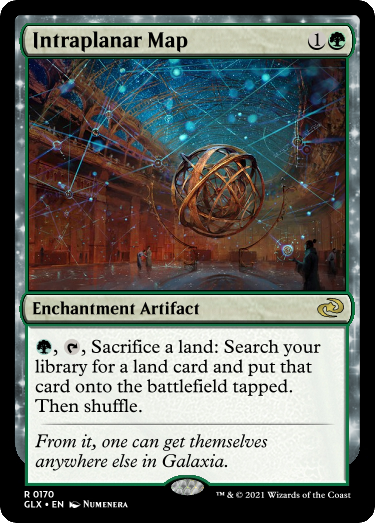 Intraplanar Map 1
Enchantment Artifact
, , Sacrifice a land: Search your
library for a land card and put that
card onto the battlefield tapped.
Then shuffle.
From it, one can get themselves
anywhere else in Galaxia.
R 0170
GLX • EN Numenera
™ & © 2021 Wizards of the Coast